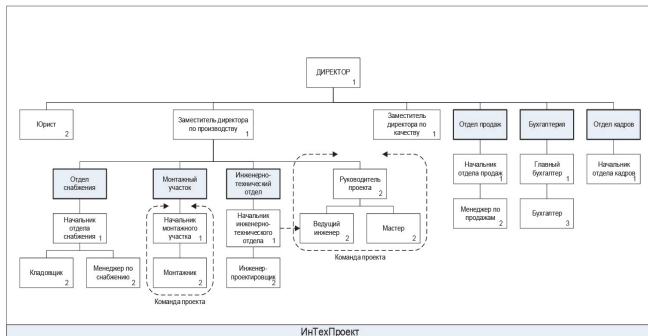 ДИРЕКТОР
1
Юрист
2
Заместитель директора
по производству
1
Заместитель
директора по
качеству
1
Отдел продаж
Бухгалтерия
Отдел кадров
Начальник
отдела продаж
1
Главный
бухгалтер
1
Начальник
отдела кадров
1
Менеджер по
продажам
2
Бухгалтер
3
Отдел
снабжения
Монтажный
участок
Инженерно-
технический
отдел
Руководитель
проекта
2
Начальник
отдела
снабжения
1
Начальник
монтажного
участка
1
Начальник
инженерно-
технического
отдела
1
Ведущий
инженер
2
Мастер
2
Кладовщик
2
Менеджер по
снабжению
2
Монтажник
2
Инженер-
проектировщик
2
Команда проекта
Команда проекта
ИнТехПроект